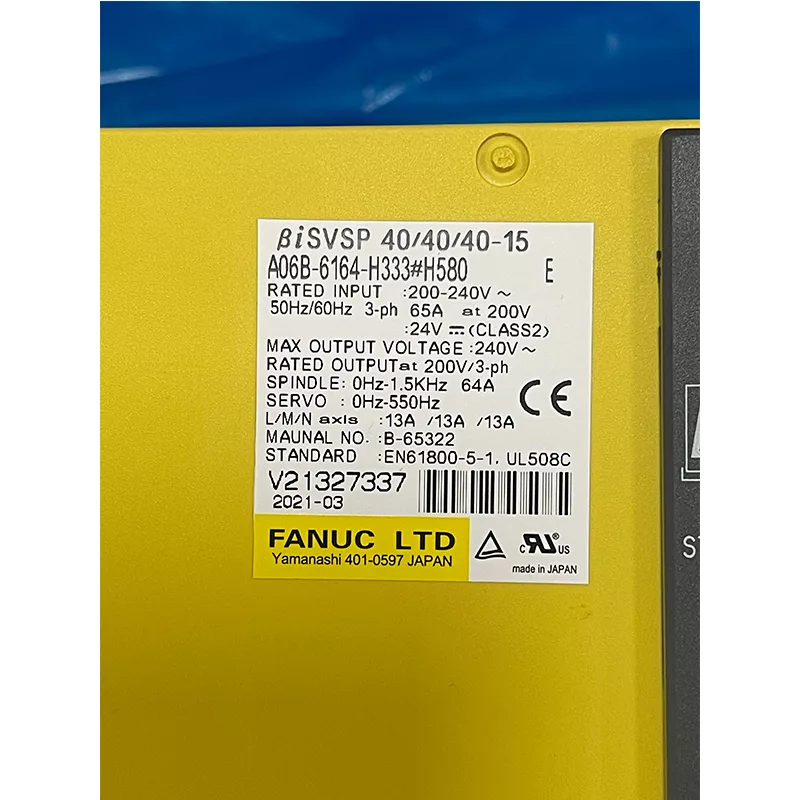 βiSVSP 40/40/40-15
A06B-6164-H333#H580 E
RATED INPUT :200-240V～
50Hz/60Hz 3-ph 65A at 200V
:24V ⎓(CLASS2)
MAX OUTPUT VOLTAGE :240V～
RATED OUTPUTat 200V/3-ph
SPINDLE: 0Hz-1.5KHz 64A
SERVO : 0Hz-550Hz
L/M/N axis :13A /13A /13A
MAUNAL NO. :B-65322
STANDARD :EN61800-5-1, UL508C
CE
V21327337
2021-03
FANUC LTD
Yamanashi 401-0597 JAPAN
c RU US
made in JAPAN